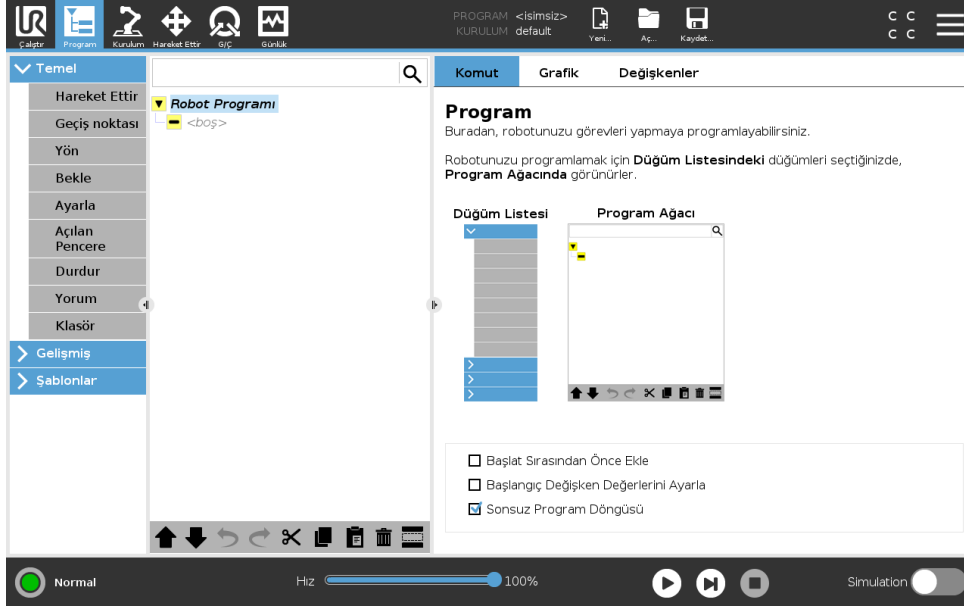 UR
PROGRAM <isimsiz>
KURULUM default
C C
C C
Çalıştır
Program
Kurulum
Hareket Ettir
G/Ç
Günlük
Yeni...
Aç...
Kaydet...
Temel
Hareket Ettir
Geçiş noktası
Yön
Bekle
Ayarla
Açılan
Pencere
Durdur
Yorum
Klasör
Gelişmiş
Şablonlar
Robot Programı
<boş>
Komut
Grafik
Değişkenler
Program
Buradan, robotunuzu görevleri yapmaya programlayabilirsiniz.
Robotunuzu programlamak için Düğüm Listesindeki düğümleri seçtiğinizde,
Program Ağacında görünürler.
Düğüm Listesi
Program Ağacı
Başlat Sırasından Önce Ekle
Başlangıç Değişken Değerlerini Ayarla
Sonsuz Program Döngüsü
Normal
Hız
100%
Simulation